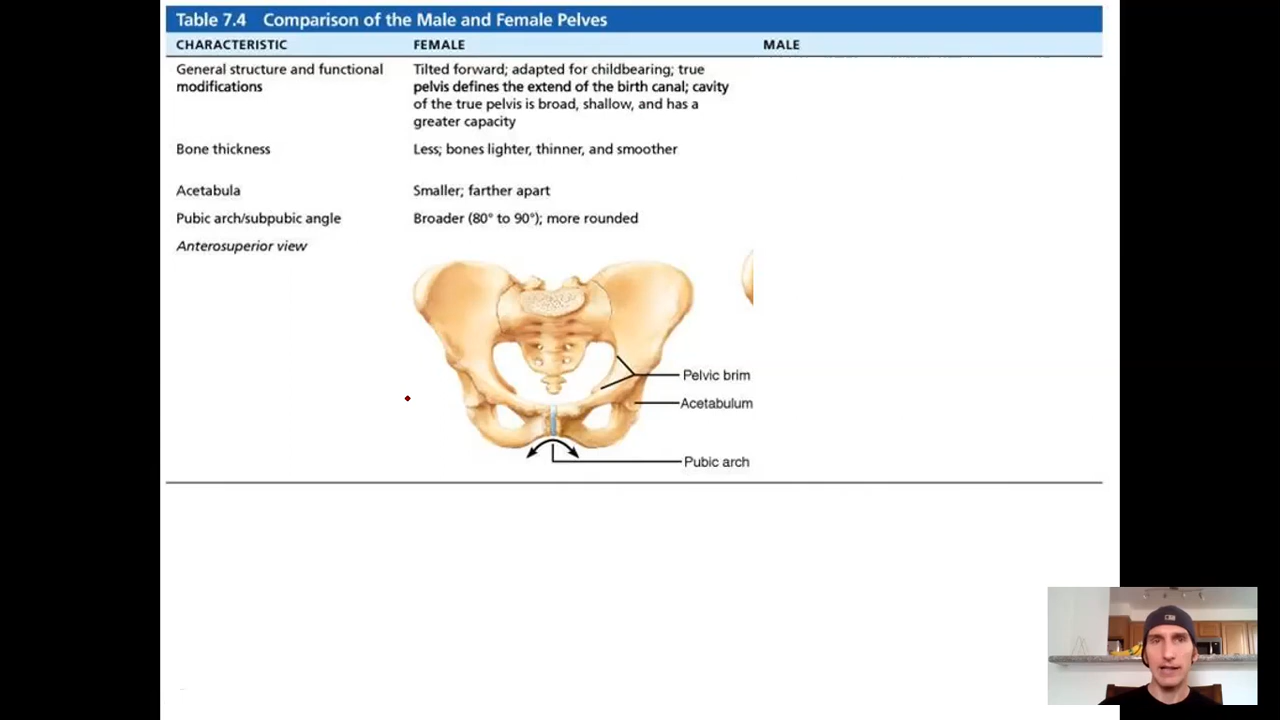 Table 7.4 Comparison of the Male and Female Pelves
CHARACTERISTIC FEMALE MALE
General structure and functional modifications
Tilted forward; adapted for childbearing; true
pelvis defines the extend of the birth canal; cavity
of the true pelvis is broad, shallow, and has a
greater capacity
Bone thickness
Less; bones lighter, thinner, and smoother
Acetabula
Smaller; farther apart
Pubic arch/subpubic angle
Broader (80° to 90°); more rounded
Anterosuperior view
Pelvic brim
Acetabulum
Pubic arch